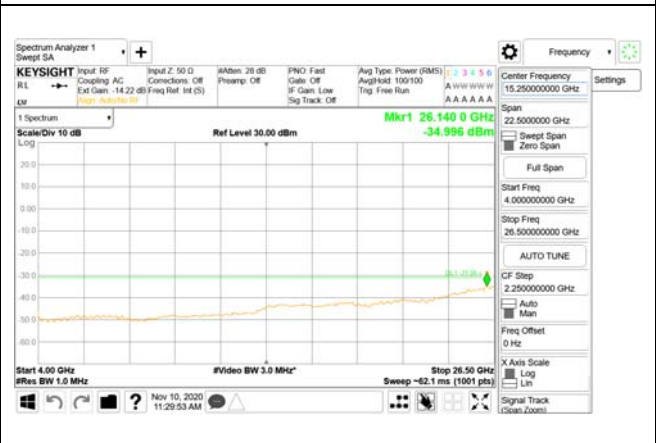 Spectrum Analyzer 1
Swept SA
+
Frequency
KEYSIGHT
RL
Input: RF
Coupling: AC
Ext Gain: -14.22 dB
Align: Auto/No RF
Input Z: 50 Ω
Corrections: Off
Freq Ref: Int (S)
#Atten: 28 dB
Preamp: Off
PNO: Fast
Gate: Off
IF Gain: Low
Sig Track: Off
Avg Type: Power (RMS)
Avg|Hold: 100/100
Trig: Free Run
1 2 3 4 5 6
A W W W W W
A A A A A A
1 Spectrum
Scale/Div 10 dB
Log
Ref Level 30.00 dBm
Mkr1 26.140 0 GHz
-34.996 dBm
20.0
10.0
0.00
-10.0
-20.0
-30.0
-40.0
-50.0
-60.0
Start 4.00 GHz
#Res BW 1.0 MHz
#Video BW 3.0 MHz*
Stop 26.50 GHz
Sweep ~62.1 ms (1001 pts)
?
Nov 10, 2020
11:29:53 AM
Center Frequency
15.250000000 GHz
Settings
Span
22.5000000 GHz
Swept Span
Zero Span
Full Span
Start Freq
4.000000000 GHz
Stop Freq
26.500000000 GHz
AUTO TUNE
CF Step
2.250000000 GHz
Auto
Man
Freq Offset
0 Hz
X Axis Scale
Log
Lin
Signal Track
(Span Zoom)